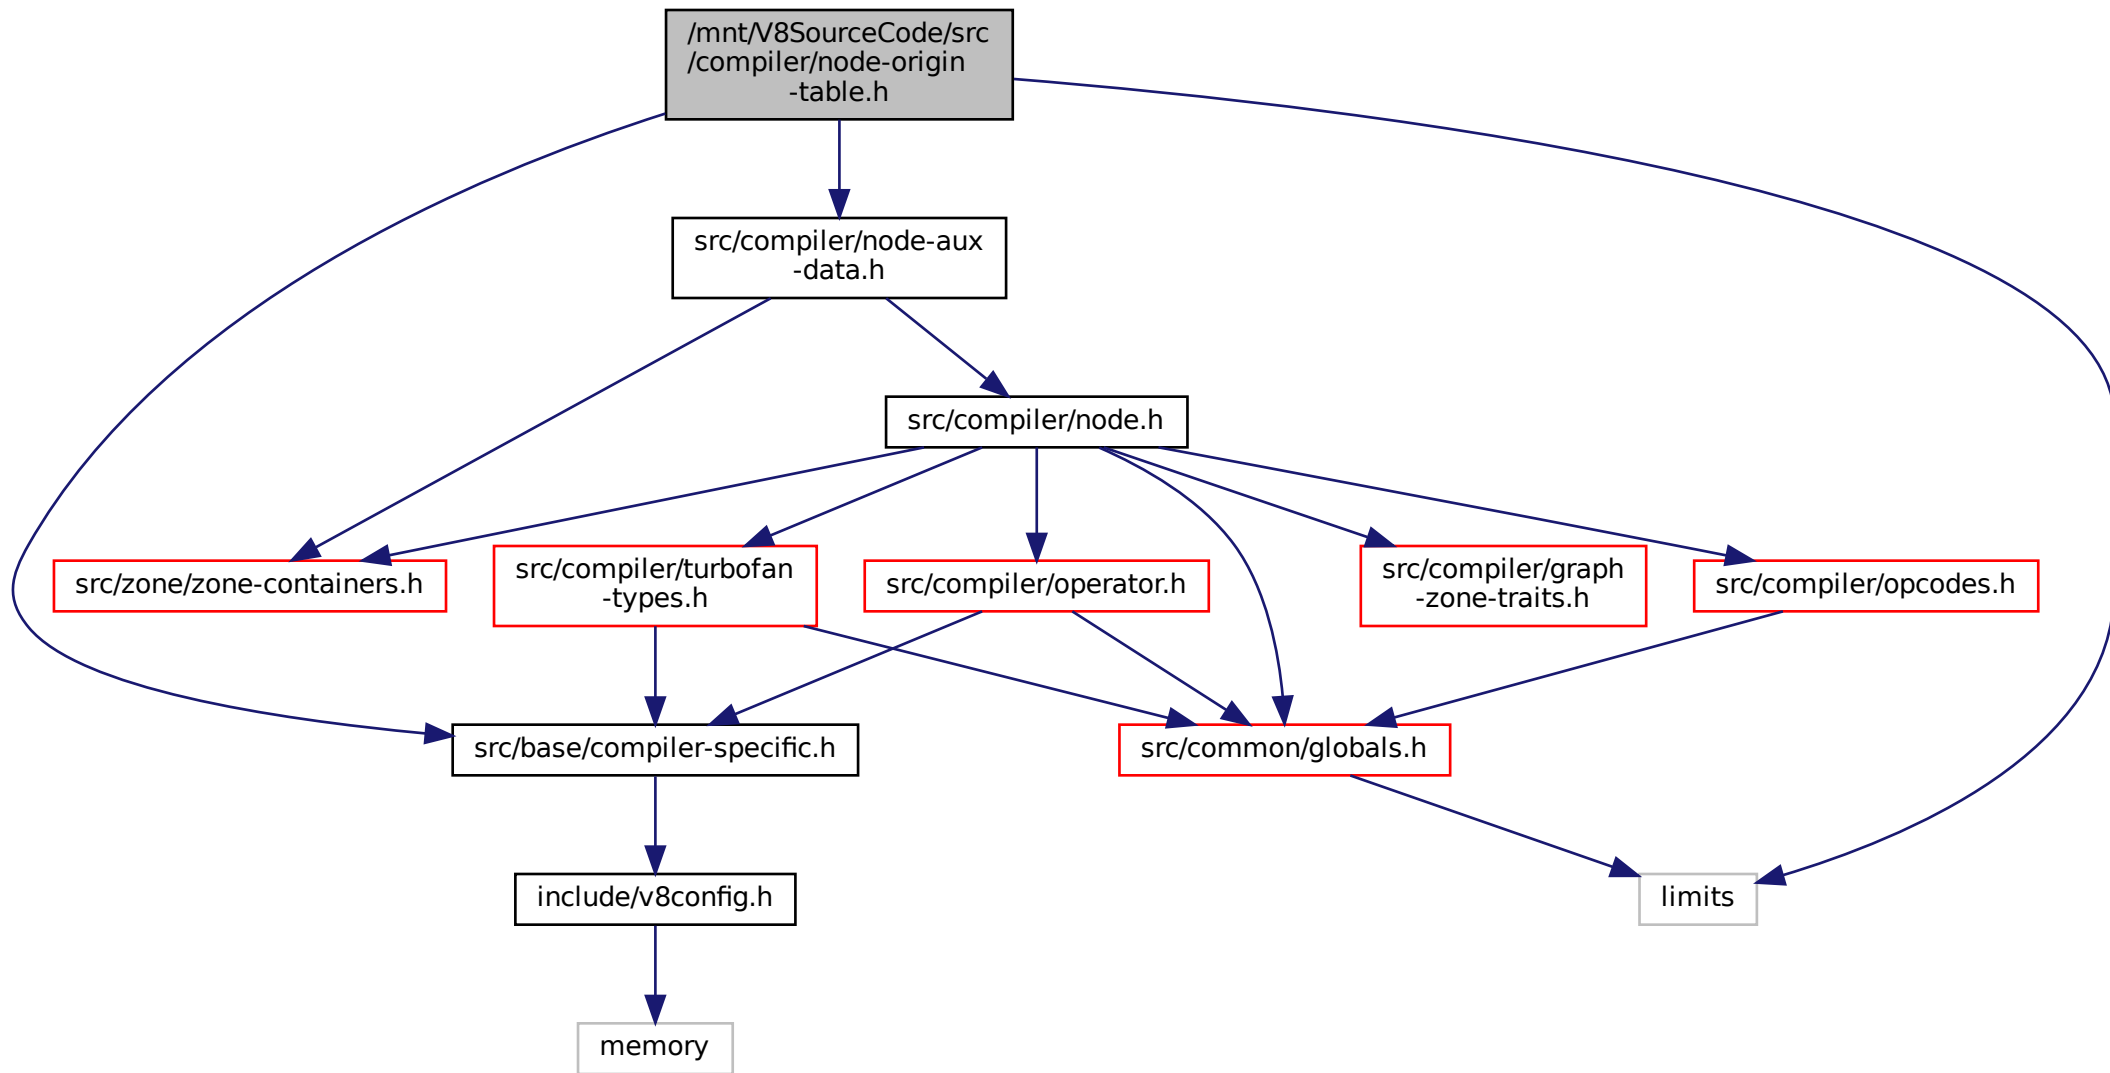 /mnt/V8SourceCode/src
/compiler/node-origin
-table.h
src/compiler/node-aux
-data.h
src/compiler/node.h
src/zone/zone-containers.h
src/compiler/turbofan
-types.h
src/compiler/operator.h
src/compiler/graph
-zone-traits.h
src/compiler/opcodes.h
src/base/compiler-specific.h
src/common/globals.h
include/v8config.h
limits
memory